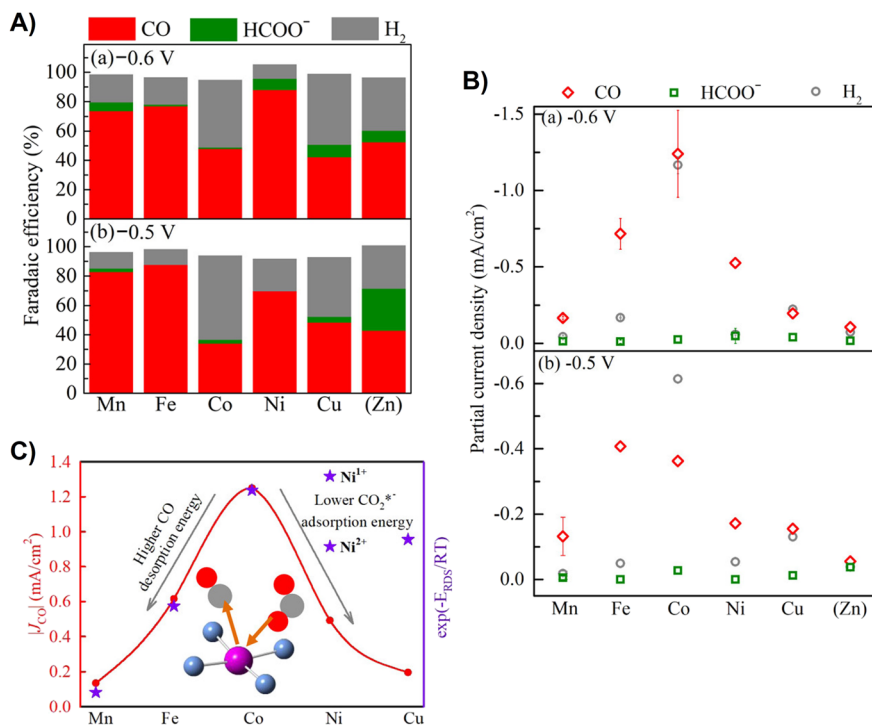 A)
CO HCOO⁻ H₂
(a) −0.6 V
100
80
60
40
20
0
(b) −0.5 V
100
80
60
40
20
0
Faradaic efficiency (%)
Mn Fe Co Ni Cu (Zn)
B)
CO HCOO⁻ H₂
(a) -0.6 V
-1.5
-1.0
-0.5
0.0
(b) -0.5 V
-0.6
-0.4
-0.2
0.0
Partial current density (mA/cm²)
Mn Fe Co Ni Cu (Zn)
C)
1.4
1.2
1.0
0.8
0.6
0.4
0.2
0.0
|J_CO| (mA/cm²)
Higher CO
desorption energy
Ni¹⁺
Lower CO₂*⁻
adsorption energy
Ni²⁺
exp(-E_RDS/RT)
Mn Fe Co Ni Cu